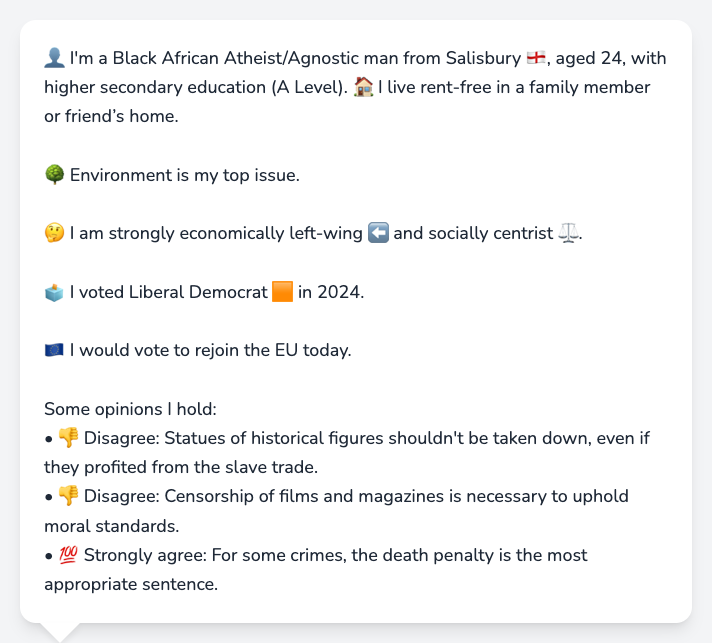 👤 I'm a Black African Atheist/Agnostic man from Salisbury 🏴󠁧󠁢󠁥󠁮󠁧󠁿, aged 24, with
higher secondary education (A Level). 🏠 I live rent-free in a family member
or friend’s home.
🌳 Environment is my top issue.
🤔 I am strongly economically left-wing ⬅️ and socially centrist ⚖️.
🗳️ I voted Liberal Democrat 🟧 in 2024.
🇪🇺 I would vote to rejoin the EU today.
Some opinions I hold:
• 👎 Disagree: Statues of historical figures shouldn't be taken down, even if
they profited from the slave trade.
• 👎 Disagree: Censorship of films and magazines is necessary to uphold
moral standards.
• 💯 Strongly agree: For some crimes, the death penalty is the most
appropriate sentence.